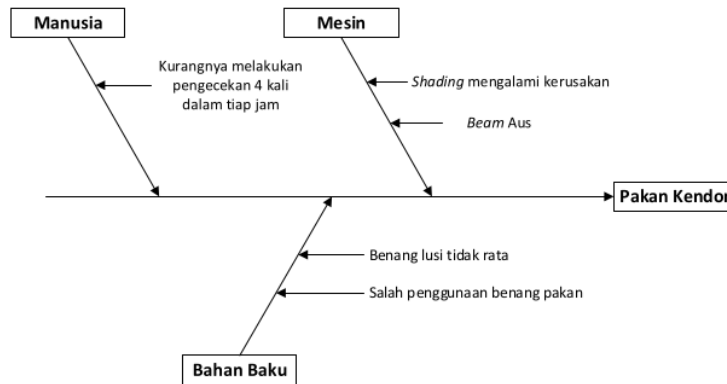 Manusia
Mesin
Kurangnya melakukan
pengecekan 4 kali
dalam tiap jam
Shading mengalami kerusakan
Beam Aus
Pakan Kendor
Benang lusi tidak rata
Salah penggunaan benang pakan
Bahan Baku